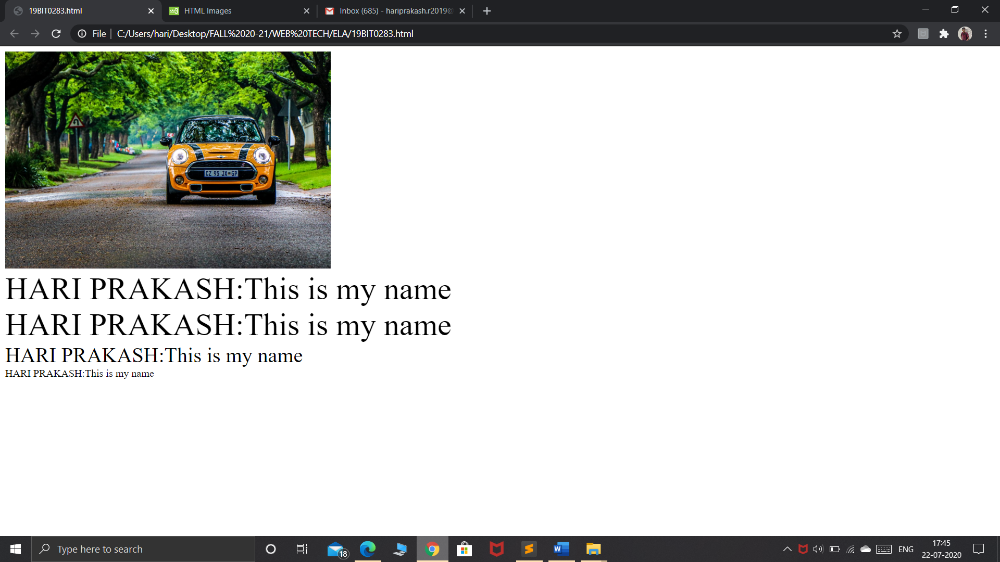 19BIT0283.html
HTML Images
Inbox (685) - hariprakash.r2019@
File
C:/Users/hari/Desktop/FALL%2020-21/WEB%20TECH/ELA/19BIT0283.html
CZ 95 JX GP
HARI PRAKASH:This is my name
HARI PRAKASH:This is my name
HARI PRAKASH:This is my name
HARI PRAKASH:This is my name
Type here to search
18
ENG
17:45
22-07-2020